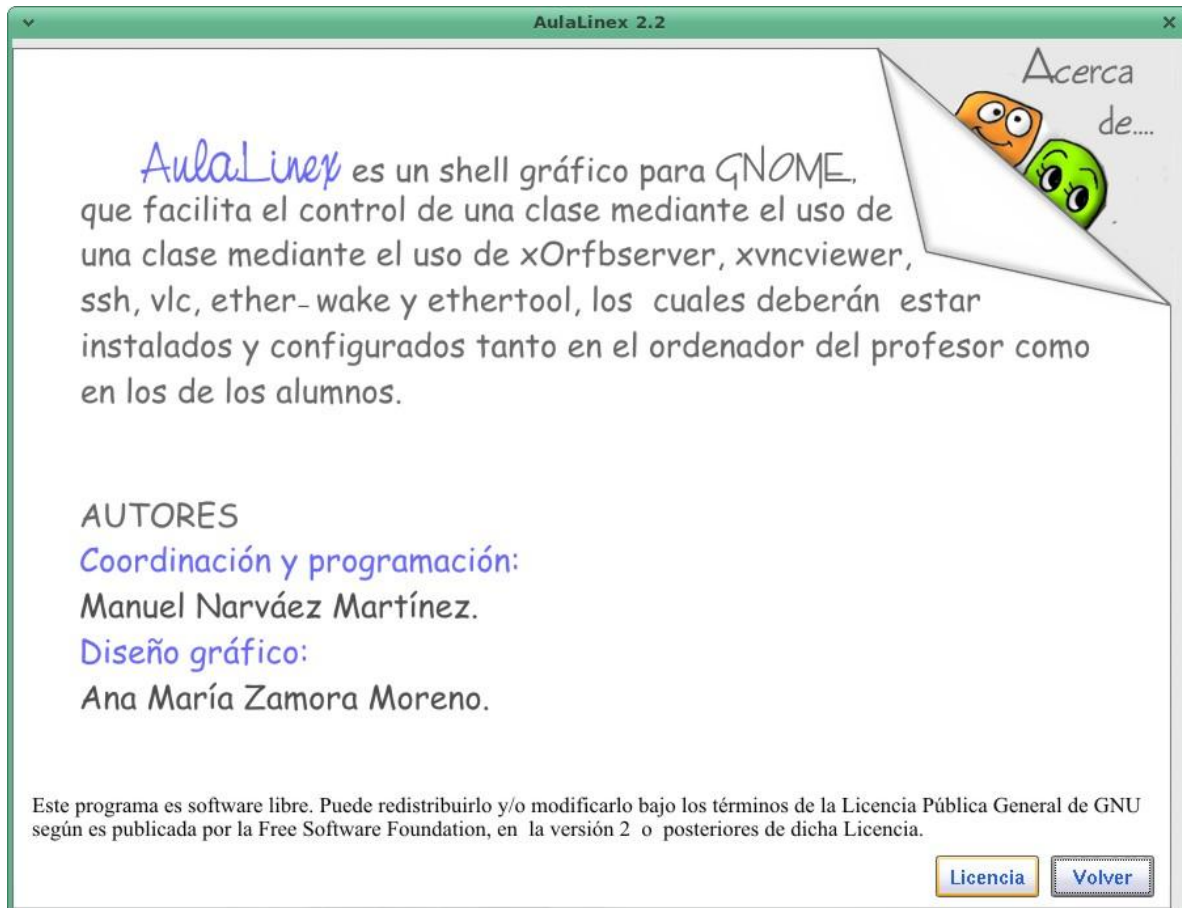 AulaLinex 2.2
Acerca
de....
AulaLinex es un shell gráfico para GNOME,
que facilita el control de una clase mediante el uso de
una clase mediante el uso de xOrfbserver, xvncviewer,
ssh, vlc, ether-wake y ethertool, los cuales deberán estar
instalados y configurados tanto en el ordenador del profesor como
en los de los alumnos.
AUTORES
Coordinación y programación:
Manuel Narváez Martínez.
Diseño gráfico:
Ana María Zamora Moreno.
Este programa es software libre. Puede redistribuirlo y/o modificarlo bajo los términos de la Licencia Pública General de GNU
según es publicada por la Free Software Foundation, en la versión 2 o posteriores de dicha Licencia.
Licencia Volver